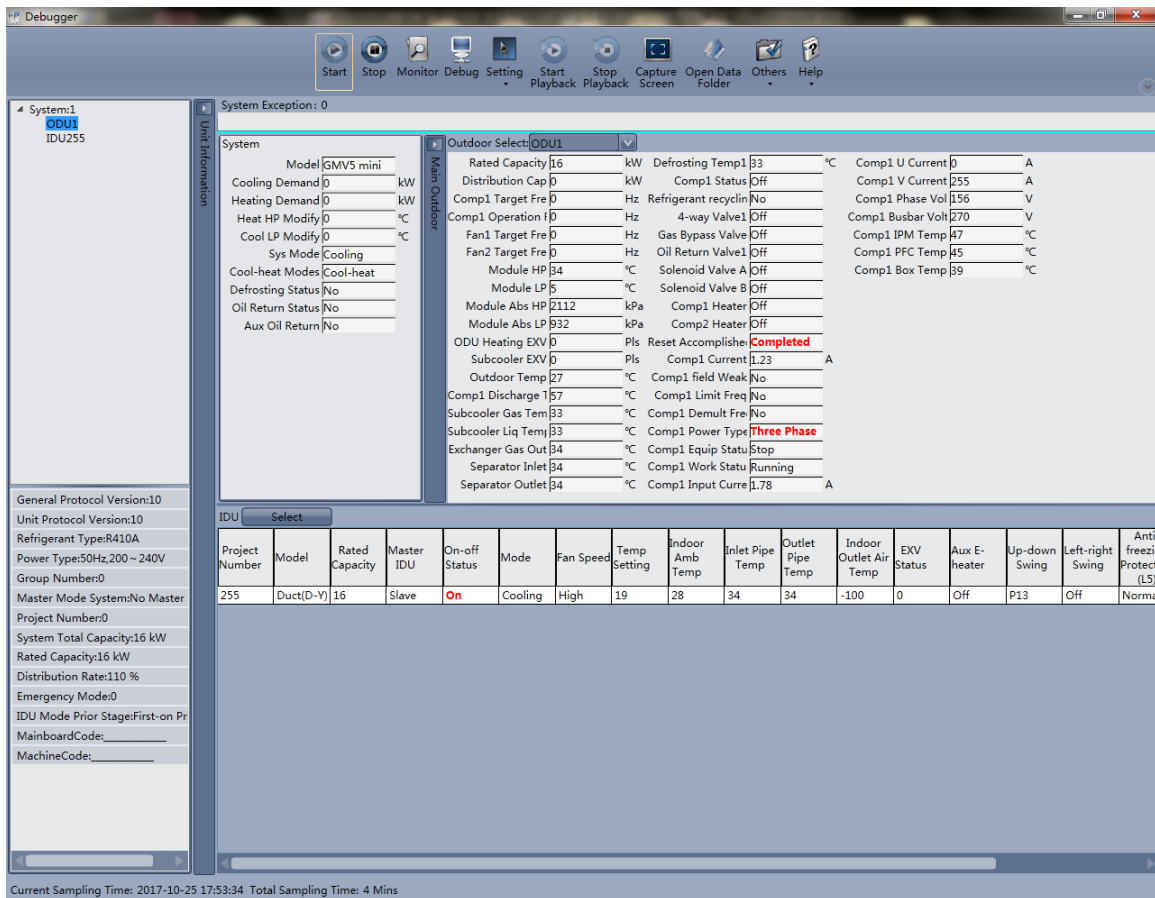 Debugger
Start Stop Monitor Debug Setting Start Playback Stop Playback Capture Screen Open Data Folder Others Help
System:1
ODU1
IDU255
Unit Information
System Exception: 0
System
Model GMV5 mini
Cooling Demand 0 kW
Heating Demand 0 kW
Heat HP Modify 0 ℃
Cool LP Modify 0 ℃
Sys Mode Cooling
Cool-heat Modes Cool-heat
Defrosting Status No
Oil Return Status No
Aux Oil Return No
Main Outdoor
Outdoor Select: ODU1
Rated Capacity 16 kW Defrosting Temp1 33 ℃ Comp1 U Current 0 A
Distribution Cap 0 kW Comp1 Status Off Comp1 V Current 255 A
Comp1 Target Fre 0 Hz Refrigerant recyclin No Comp1 Phase Vol 156 V
Comp1 Operation F 0 Hz 4-way Valve1 Off Comp1 Busbar Volt 270 V
Fan1 Target Fre 0 Hz Gas Bypass Valve Off Comp1 IPM Temp 47 ℃
Fan2 Target Fre 0 Hz Oil Return Valve1 Off Comp1 PFC Temp 45 ℃
Module HP 34 ℃ Solenoid Valve A Off Comp1 Box Temp 39 ℃
Module LP 5 ℃ Solenoid Valve B Off
Module Abs HP 2112 kPa Comp1 Heater Off
Module Abs LP 932 kPa Comp2 Heater Off
ODU Heating EXV 0 Pls Reset Accomplishe Completed
Subcooler EXV 0 Pls Comp1 Current 1.23 A
Outdoor Temp 27 ℃ Comp1 field Weak No
Comp1 Discharge T 57 ℃ Comp1 Limit Freq No
Subcooler Gas Tem 33 ℃ Comp1 Demult Fre No
Subcooler Liq Temp 33 ℃ Comp1 Power Type Three Phase
Exchanger Gas Out 34 ℃ Comp1 Equip Statu Stop
Separator Inlet 34 ℃ Comp1 Work Statu Running
Separator Outlet 34 ℃ Comp1 Input Curre 1.78 A
General Protocol Version:10
Unit Protocol Version:10
Refrigerant Type:R410A
Power Type:50Hz,200~240V
Group Number:0
Master Mode System:No Master
Project Number:0
System Total Capacity:16 kW
Rated Capacity:16 kW
Distribution Rate:110 %
Emergency Mode:0
IDU Mode Prior Stage:First-on Pr
MainboardCode:___________
MachineCode:___________
IDU Select
Project Number Model Rated Capacity Master IDU On-off Status Mode Fan Speed Temp Setting Indoor Amb Temp Inlet Pipe Temp Outlet Pipe Temp Indoor Outlet Air Temp EXV Status Aux E-heater Up-down Swing Left-right Swing Anti freezi Protect (L5)
255 Duct(D-Y) 16 Slave On Cooling High 19 28 34 34 -100 0 Off P13 Off Norma
Current Sampling Time: 2017-10-25 17:53:34 Total Sampling Time: 4 Mins